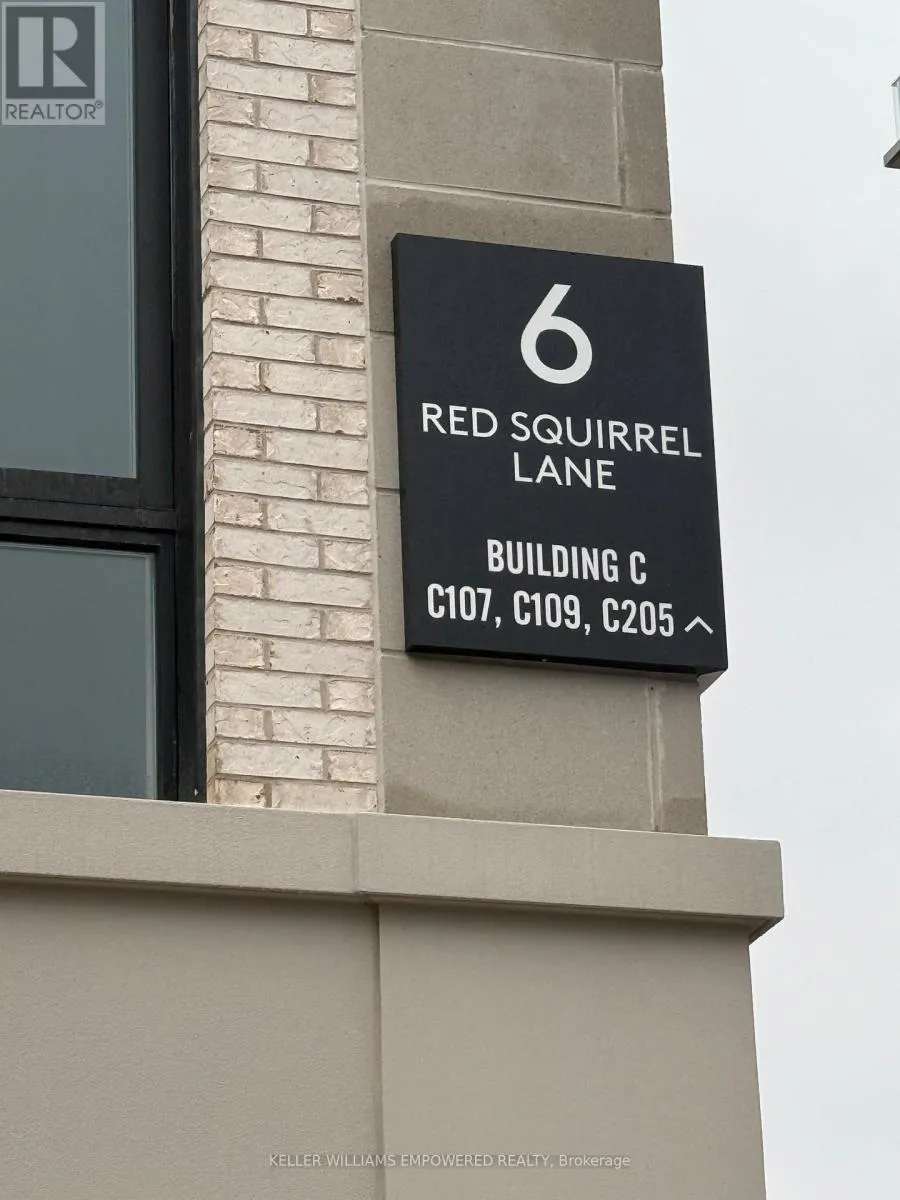 REALTOR®
6
RED SQUIRREL
LANE
BUILDING C
C107, C109, C205
KELLER WILLIAMS EMPOWERED REALTY, Brokerage